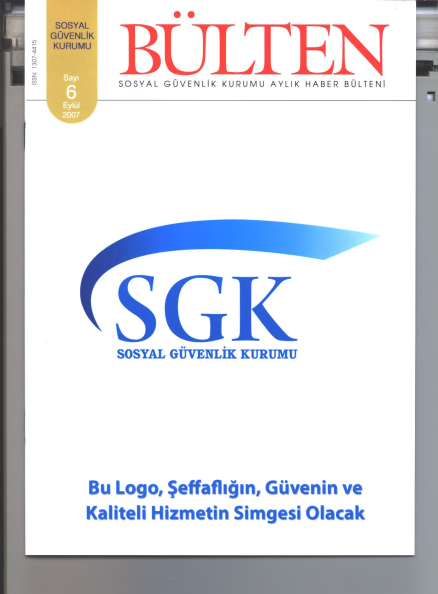 SOSYAL
GÜVENLİK
KURUMU
ISSN: 1307-4415
Sayı
6
Eylül
2007
BÜLTEN
SOSYAL GÜVENLİK KURUMU AYLIK HABER BÜLTENİ
SGK
SOSYAL GÜVENLİK KURUMU
Bu Logo, Şeffaflığın, Güvenin ve
Kaliteli Hizmetin Simgesi Olacak